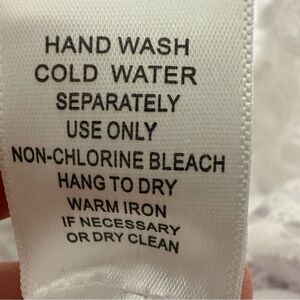 HAND WASH
COLD WATER
SEPARATELY
USE ONLY
NON-CHLORINE BLEACH
HANG TO DRY
WARM IRON
IF NECESSARY
OR DRY CLEAN